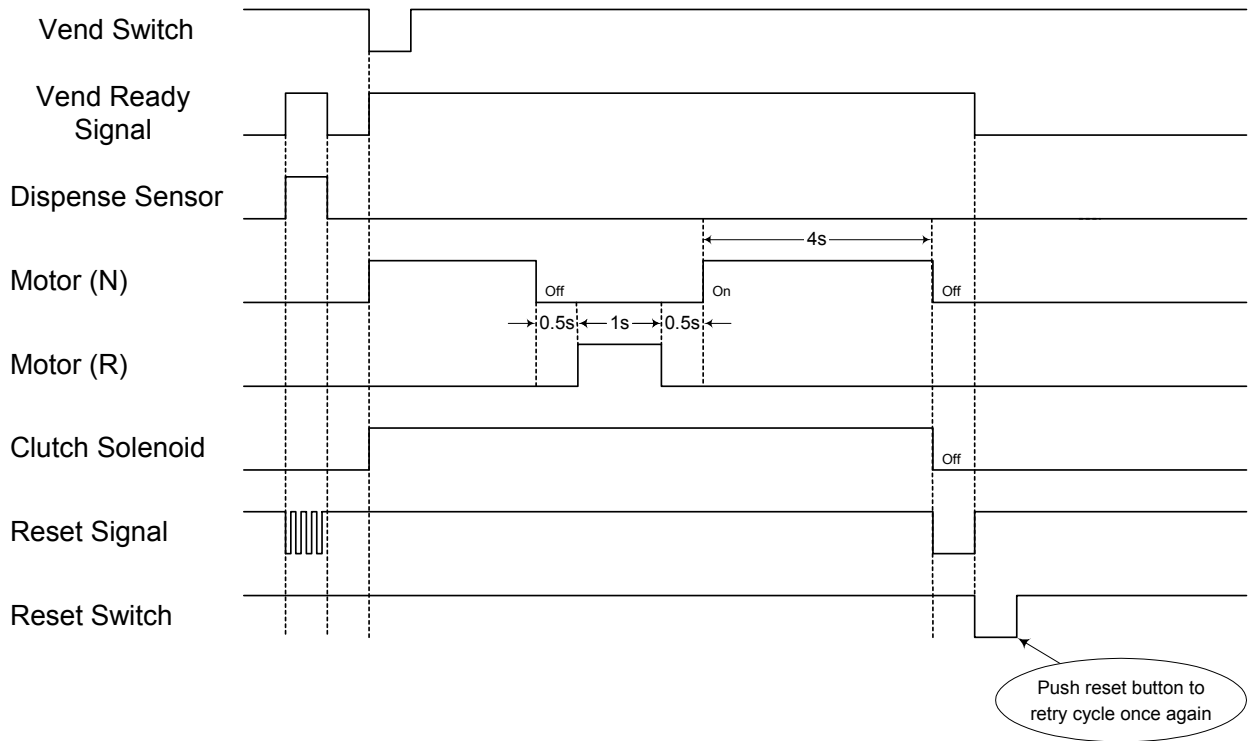 Vend Switch
Vend Ready
Signal
Dispense Sensor
4s
Motor (N)
Off
On
Off
0.5s
1s
0.5s
Motor (R)
Clutch Solenoid
Off
Reset Signal
Reset Switch
Push reset button to
retry cycle once again